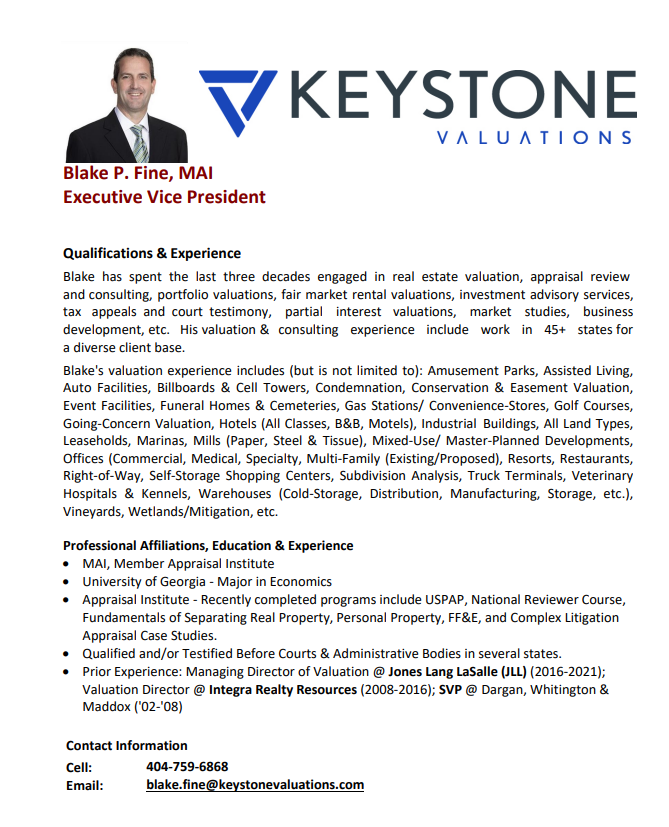 KEYSTONE
VALUATIONS
Blake P. Fine, MAI
Executive Vice President
Qualifications & Experience
Blake has spent the last three decades engaged in real estate valuation, appraisal review
and consulting, portfolio valuations, fair market rental valuations, investment advisory services,
tax appeals and court testimony, partial interest valuations, market studies, business
development, etc. His valuation & consulting experience include work in 45+ states for
a diverse client base.
Blake's valuation experience includes (but is not limited to): Amusement Parks, Assisted Living,
Auto Facilities, Billboards & Cell Towers, Condemnation, Conservation & Easement Valuation,
Event Facilities, Funeral Homes & Cemeteries, Gas Stations/ Convenience-Stores, Golf Courses,
Going-Concern Valuation, Hotels (All Classes, B&B, Motels), Industrial Buildings, All Land Types,
Leaseholds, Marinas, Mills (Paper, Steel & Tissue), Mixed-Use/ Master-Planned Developments,
Offices (Commercial, Medical, Specialty, Multi-Family (Existing/Proposed), Resorts, Restaurants,
Right-of-Way, Self-Storage Shopping Centers, Subdivision Analysis, Truck Terminals, Veterinary
Hospitals & Kennels, Warehouses (Cold-Storage, Distribution, Manufacturing, Storage, etc.),
Vineyards, Wetlands/Mitigation, etc.
Professional Affiliations, Education & Experience
• MAI, Member Appraisal Institute
• University of Georgia - Major in Economics
• Appraisal Institute - Recently completed programs include USPAP, National Reviewer Course,
Fundamentals of Separating Real Property, Personal Property, FF&E, and Complex Litigation
Appraisal Case Studies.
• Qualified and/or Testified Before Courts & Administrative Bodies in several states.
• Prior Experience: Managing Director of Valuation @ Jones Lang LaSalle (JLL) (2016-2021);
Valuation Director @ Integra Realty Resources (2008-2016); SVP @ Dargan, Whitington &
Maddox ('02-'08)
Contact Information
Cell: 404-759-6868
Email: blake.fine@keystonevaluations.com